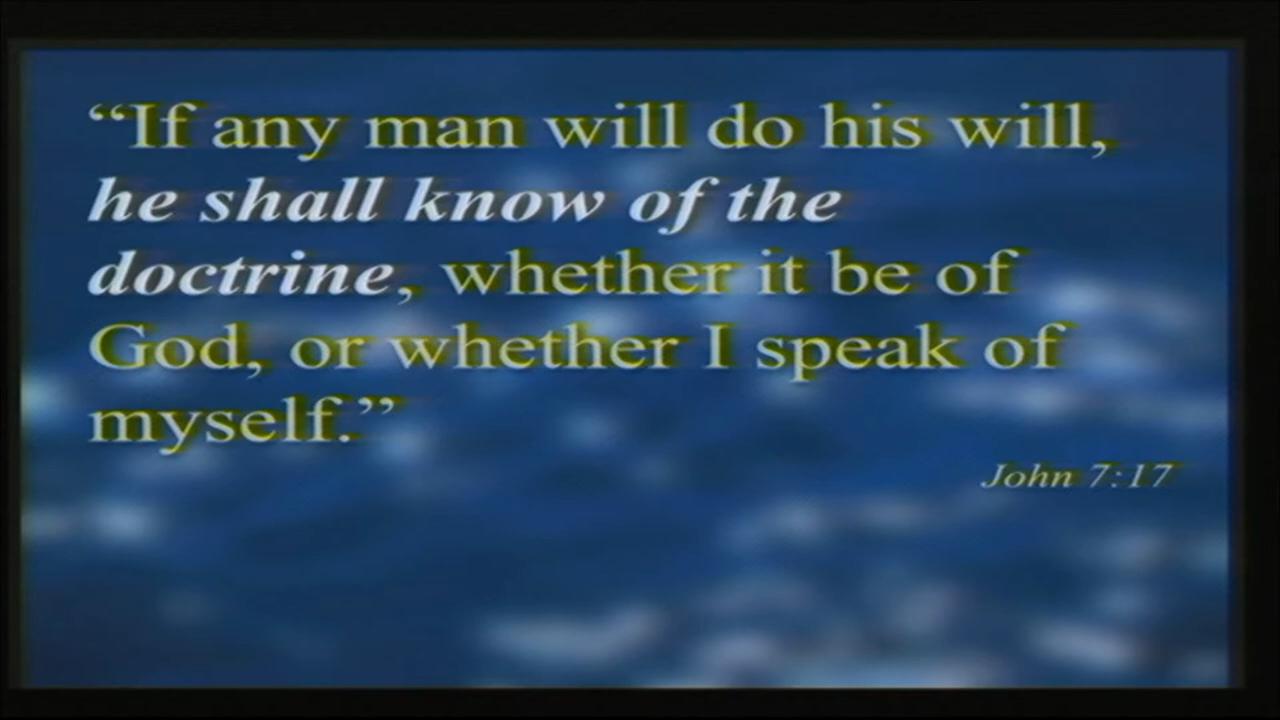 “If any man will do his will,
he shall know of the
doctrine, whether it be of
God, or whether I speak of
myself.”
John 7:17